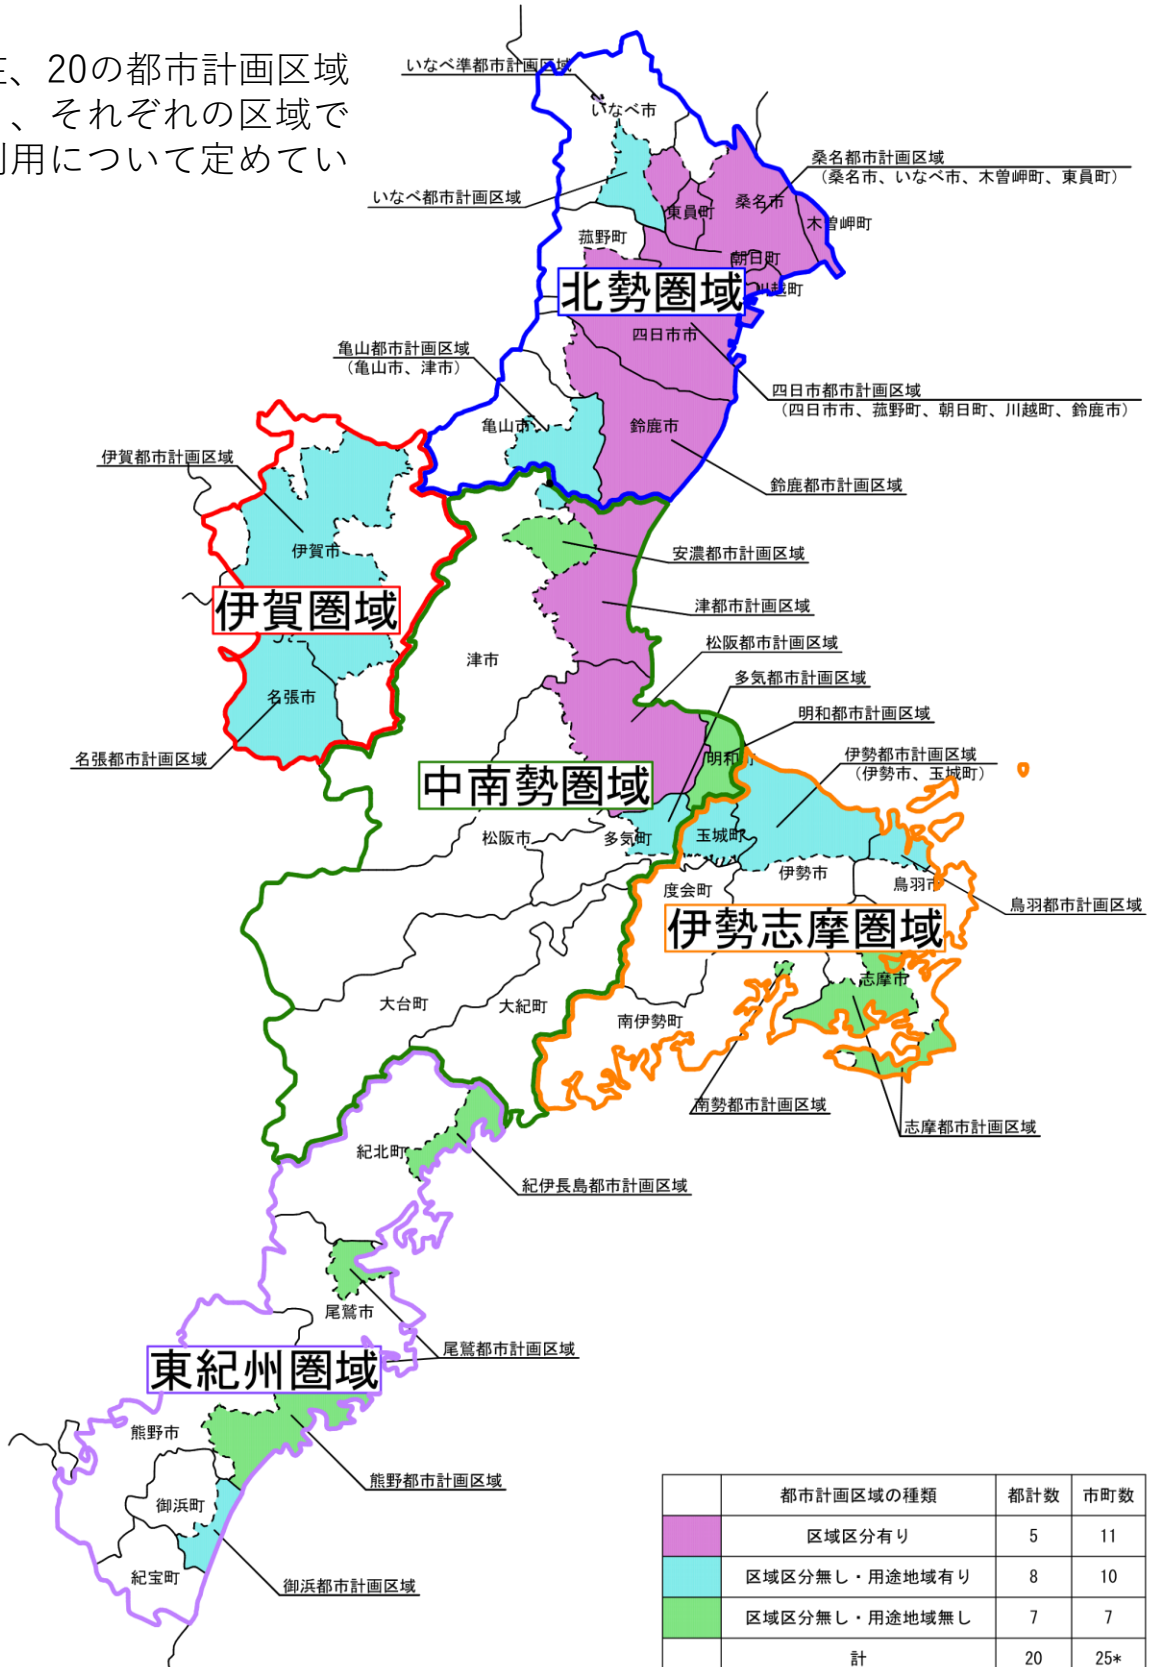 、20の都市計画区域
、それぞれの区域で
利用について定めてい
いなべ準都市計画区域
いなべ市
桑名都市計画区域
（桑名市、いなべ市、木曽岬町、東員町）
いなべ都市計画区域
東員町
桑名市
木曽岬町
菰野町
朝日町
川越町
北勢圏域
四日市市
亀山都市計画区域
（亀山市、津市）
四日市都市計画区域
（四日市市、菰野町、朝日町、川越町、鈴鹿市）
亀山市
鈴鹿市
伊賀都市計画区域
鈴鹿都市計画区域
伊賀市
安濃都市計画区域
伊賀圏域
津都市計画区域
松阪都市計画区域
津市
多気都市計画区域
名張市
明和都市計画区域
名張都市計画区域
明和町
伊勢都市計画区域
（伊勢市、玉城町）
中南勢圏域
松阪市
多気町
玉城町
伊勢市
度会町
鳥羽市
鳥羽都市計画区域
伊勢志摩圏域
志摩市
大台町
大紀町
南伊勢町
南勢都市計画区域
志摩都市計画区域
紀北町
紀伊長島都市計画区域
尾鷲市
尾鷲都市計画区域
東紀州圏域
熊野市
熊野都市計画区域
御浜町
紀宝町
御浜都市計画区域
都市計画区域の種類 都計数 市町数
区域区分有り 5 11
区域区分無し・用途地域有り 8 10
区域区分無し・用途地域無し 7 7
計 20 25*